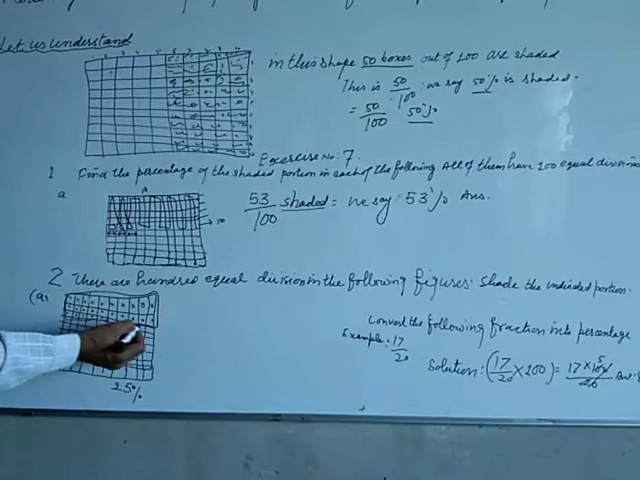 Let us understand
in this shape 50 boxes out of 100 are shaded
This is 50/100 we say 50% is shaded.
= 50/100 50%
Exercise No: 7.
1 Find the percentage of the shaded portion in each of the following All of them have 100 equal divisions
a
10
10
53/100 shaded = we say 53% Ans.
2 There are hundred equal division in the following figures: Shade the indicated portion.
(a)
25%
Convert the following fraction into percentage
Example: 17/20
Solution: (17/20 × 100) = 17 × 100 5/20 Ans: